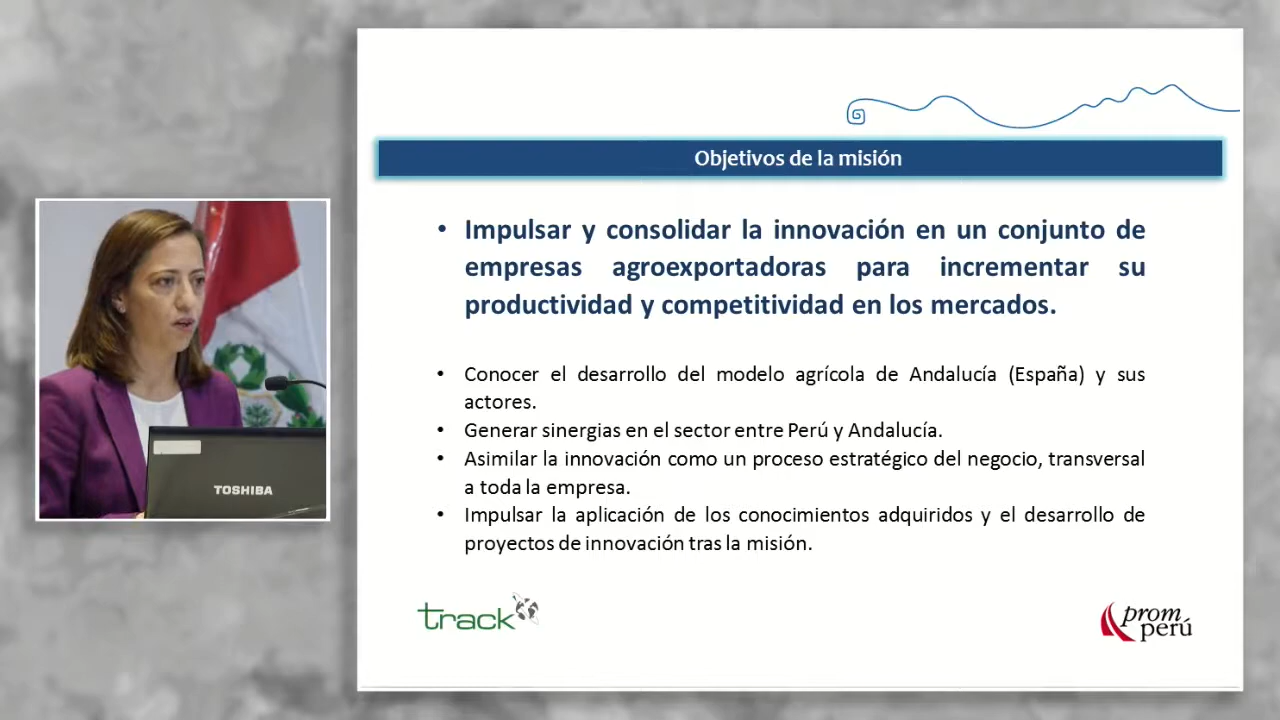 Objetivos de la misión
• Impulsar y consolidar la innovación en un conjunto de
empresas agroexportadoras para incrementar su
productividad y competitividad en los mercados.
• Conocer el desarrollo del modelo agrícola de Andalucía (España) y sus
actores.
• Generar sinergias en el sector entre Perú y Andalucía.
• Asimilar la innovación como un proceso estratégico del negocio, transversal
a toda la empresa.
• Impulsar la aplicación de los conocimientos adquiridos y el desarrollo de
proyectos de innovación tras la misión.
TOSHIBA
track
prom
perú